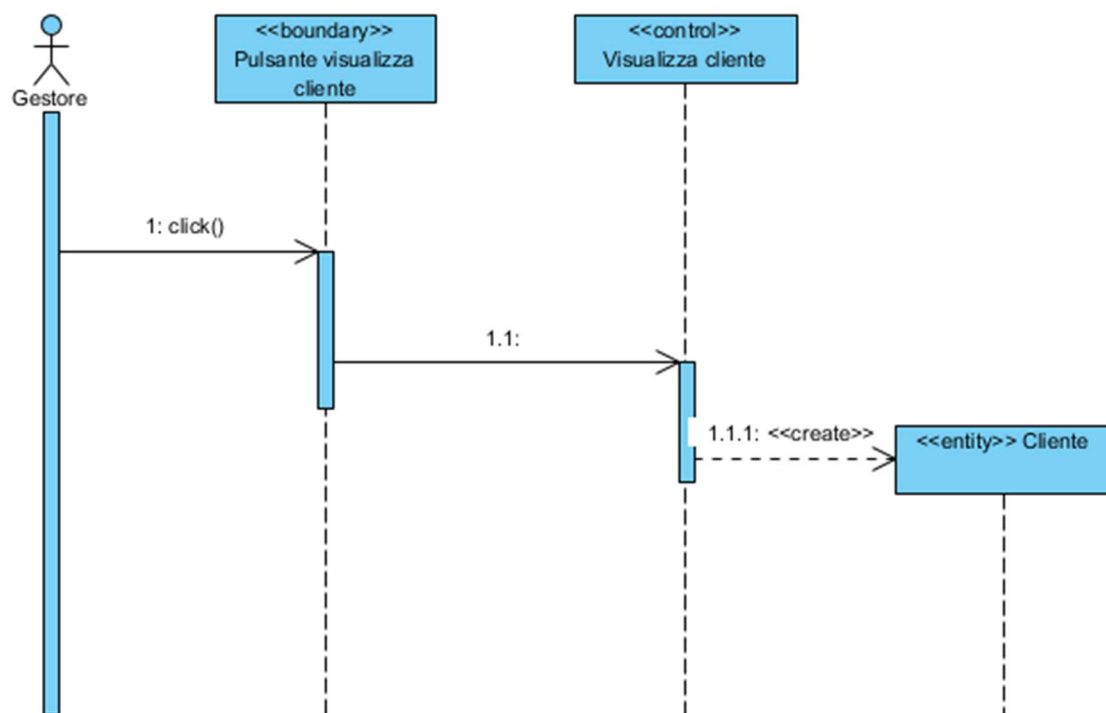 <<boundary>>
Pulsante visualizza
cliente
<<control>>
Visualizza cliente
Gestore
1: click()
1.1:
1.1.1: <<create>>
<<entity>> Cliente